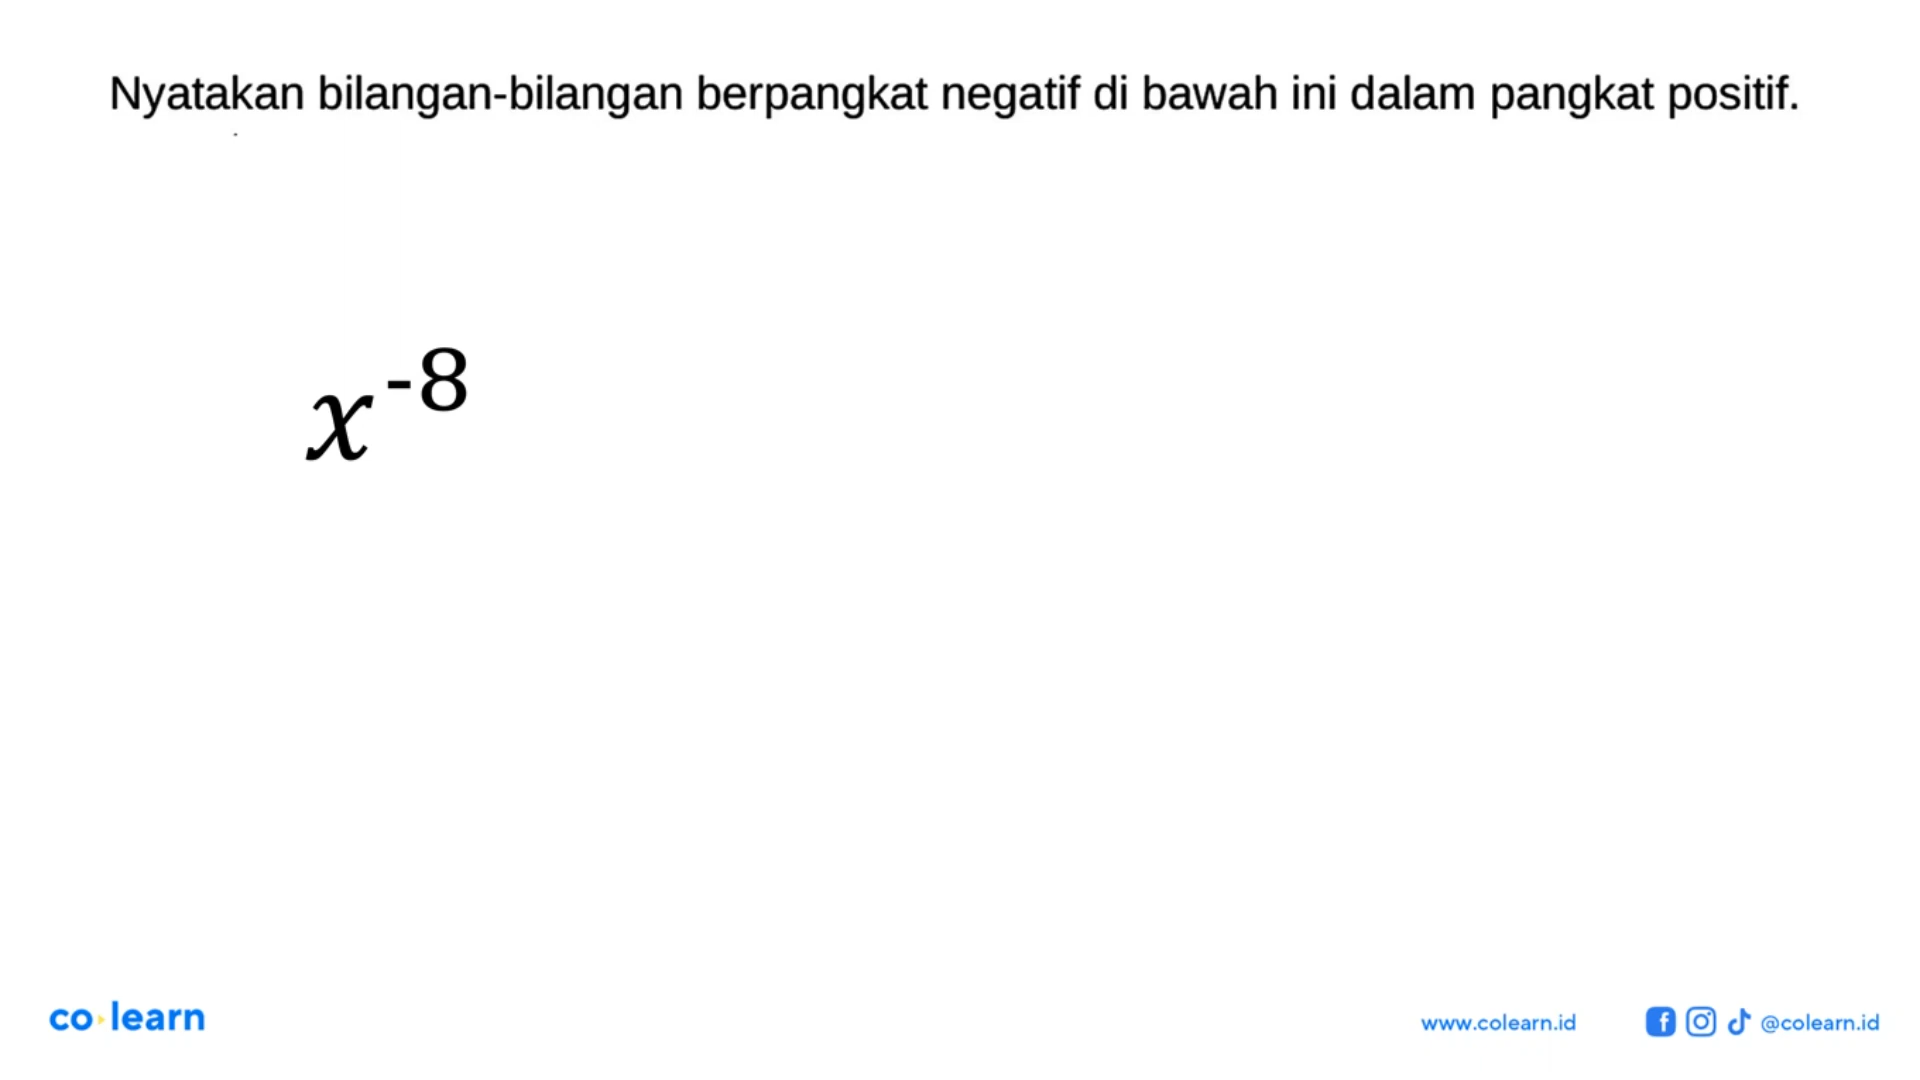 Nyatakan bilangan-bilangan berpangkat negatif di bawah ini dalam pangkat positif.
x⁻⁸
co learn
www.colearn.id @colearn.id